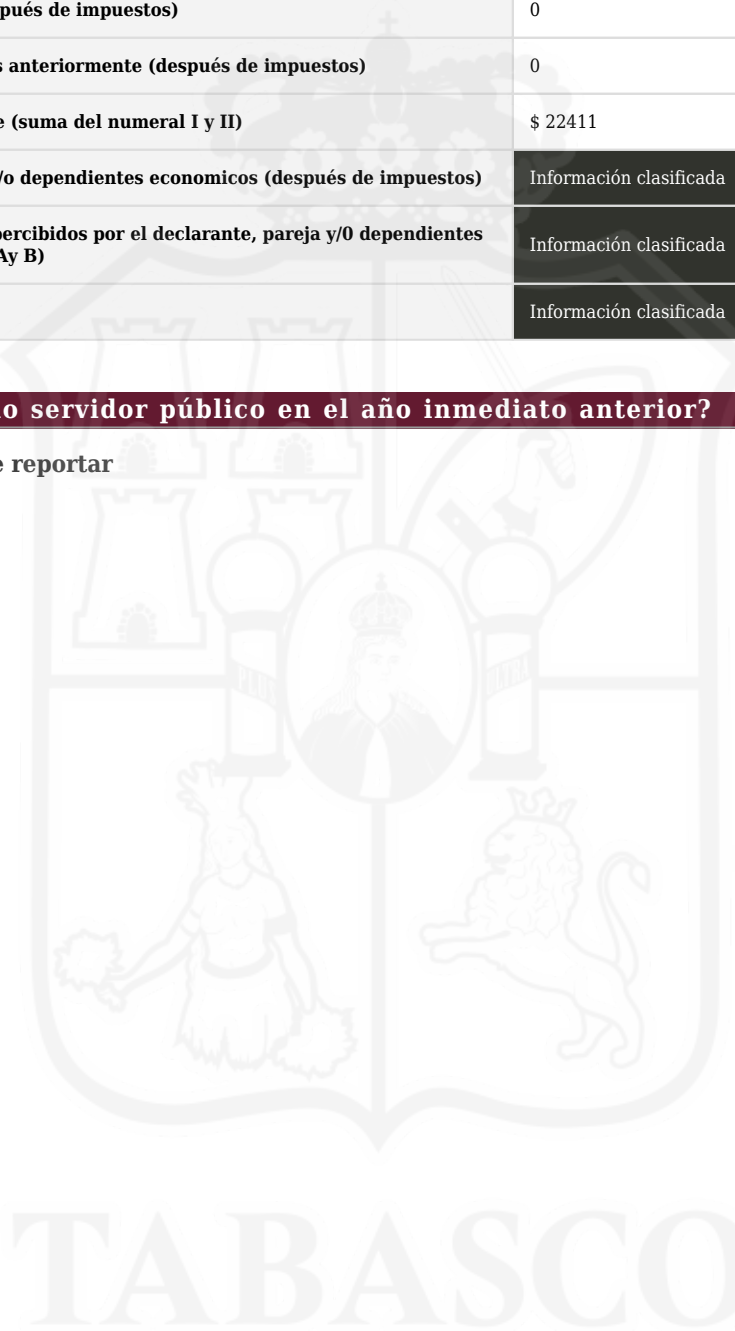 pués de impuestos) 0
s anteriormente (después de impuestos) 0
e (suma del numeral I y II) $ 22411
/o dependientes economicos (después de impuestos) Información clasificada
percibidos por el declarante, pareja y/0 dependientes
Ay B) Información clasificada
Información clasificada
o servidor público en el año inmediato anterior?
e reportar
PLUS ULTRA
TABASCO